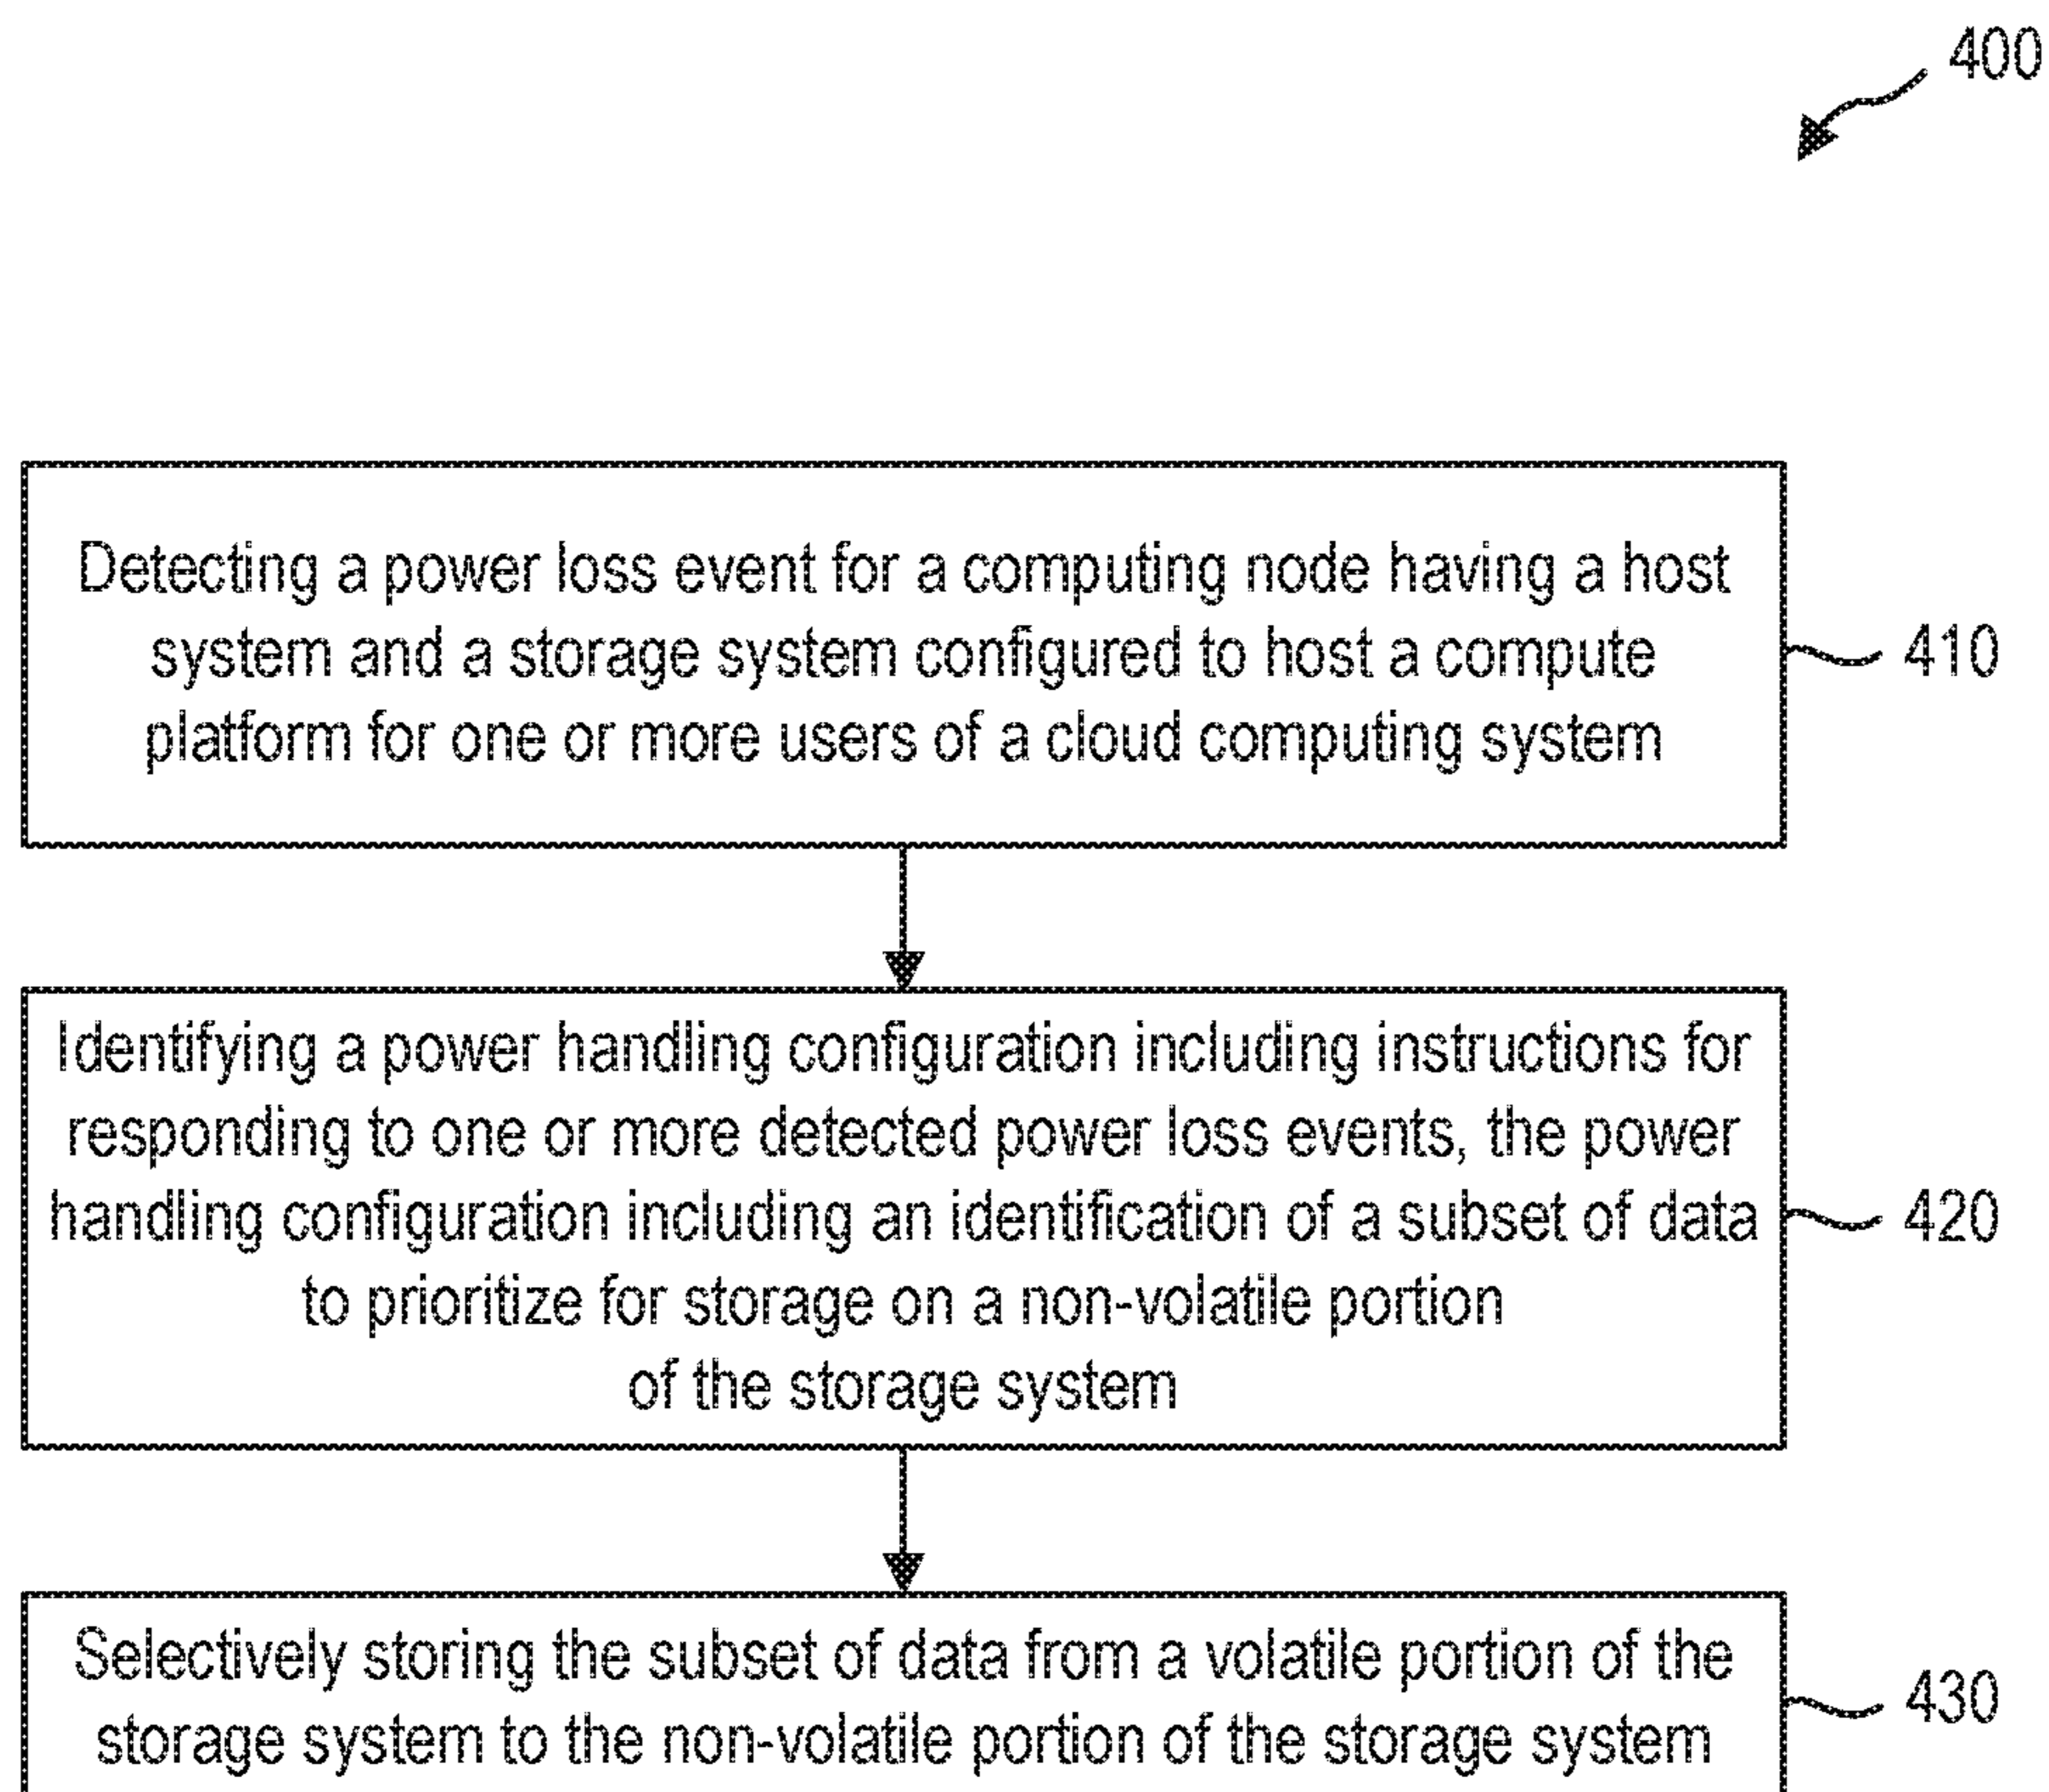 400
Detecting a power loss event for a computing node having a host
system and a storage system configured to host a compute
platform for one or more users of a cloud computing system
410
Identifying a power handling configuration including instructions for
responding to one or more detected power loss events, the power
handling configuration including an identification of a subset of data
to prioritize for storage on a non-volatile portion
of the storage system
420
Selectively storing the subset of data from a volatile portion of the
storage system to the non-volatile portion of the storage system
430